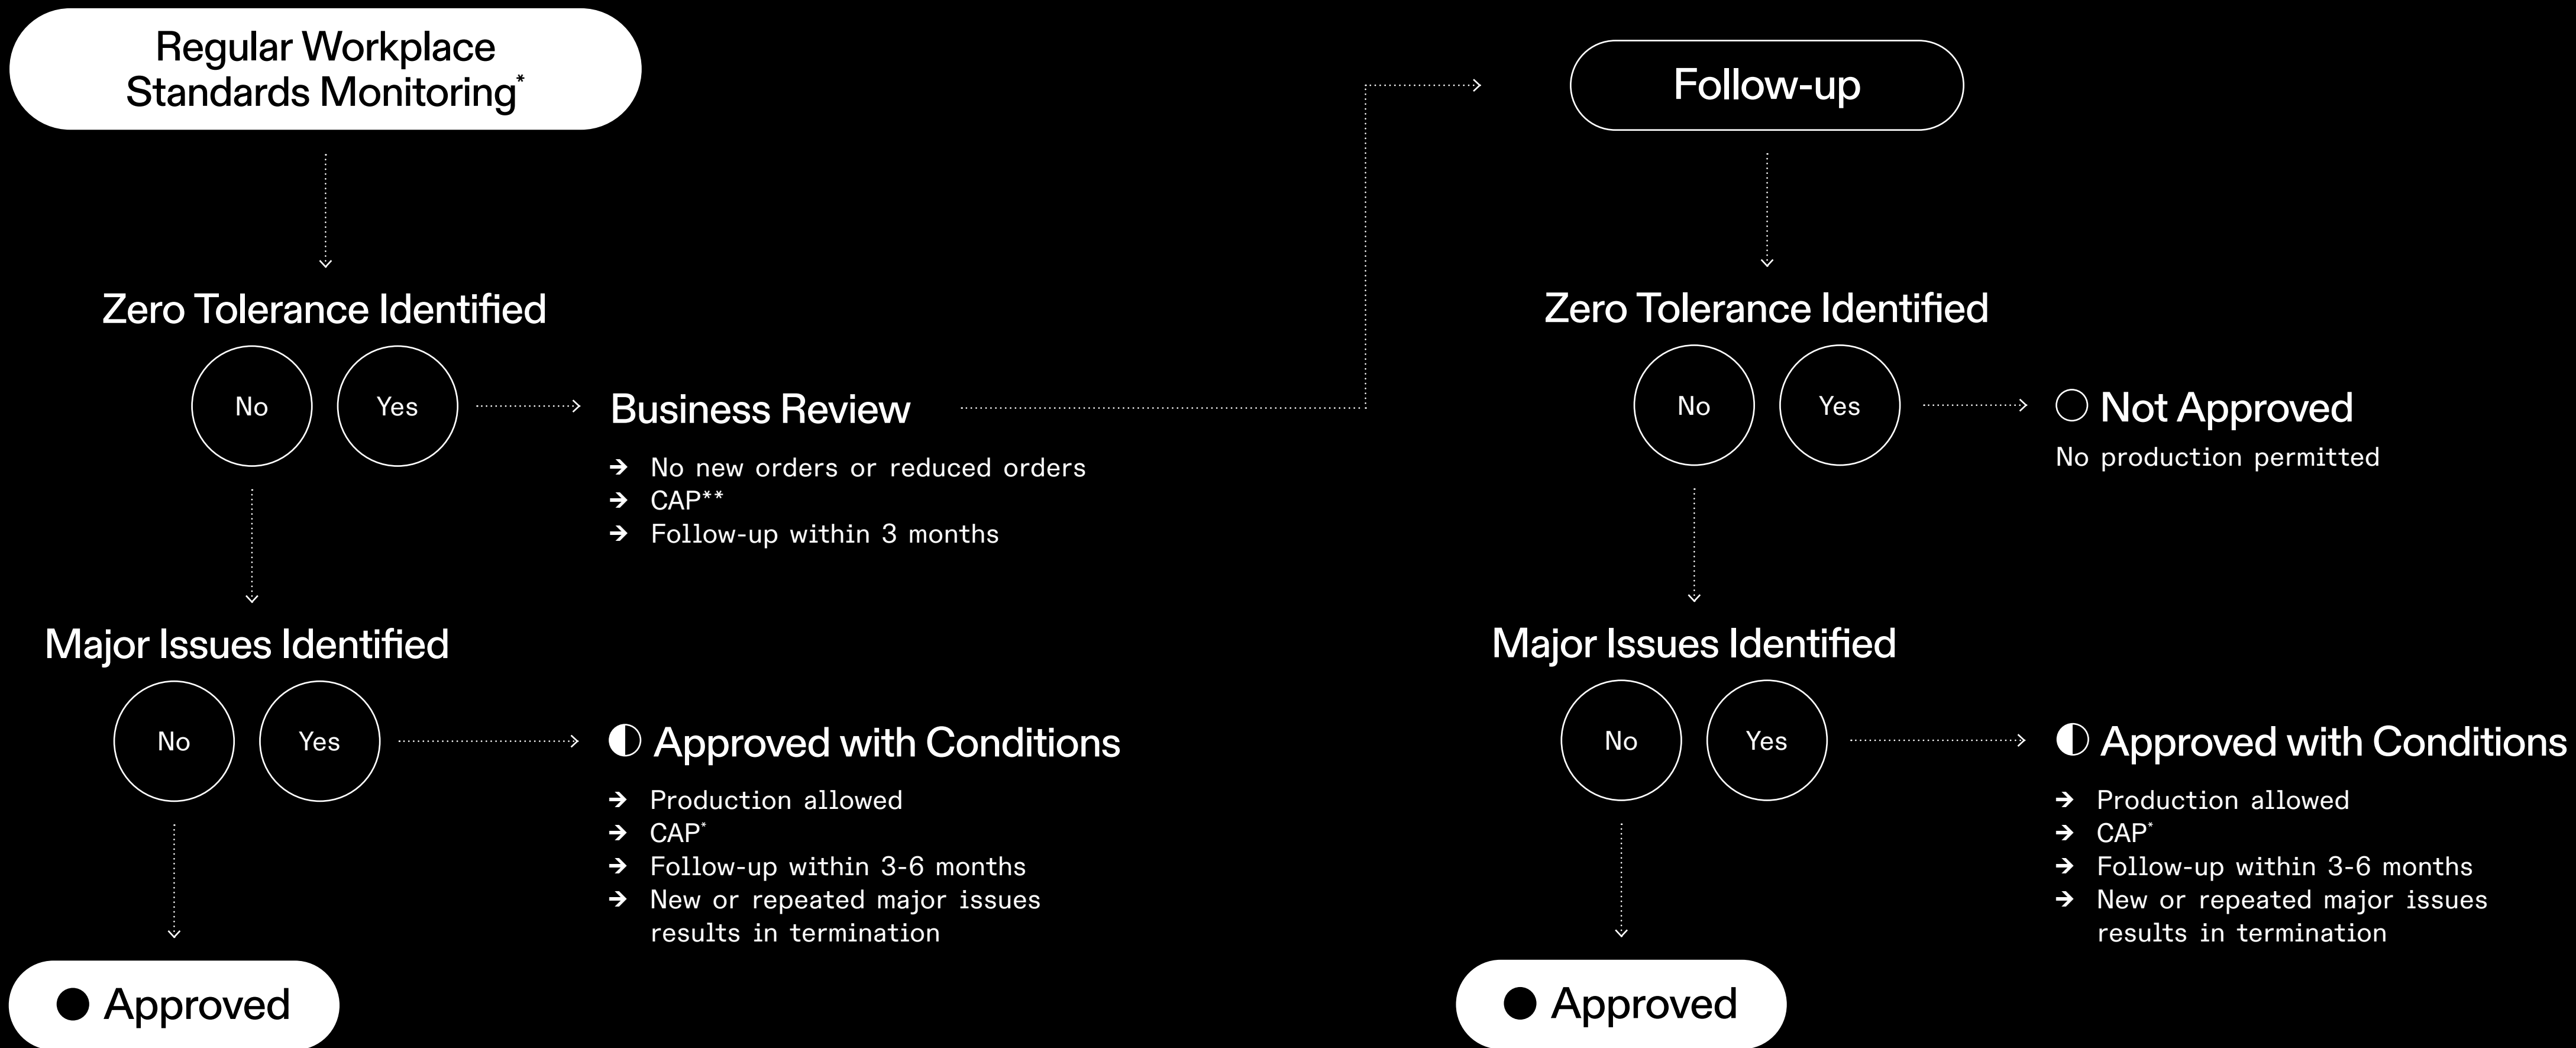 Regular Workplace
Standards Monitoring*
Zero Tolerance Identified
No
Yes
Business Review
→ No new orders or reduced orders
→ CAP**
→ Follow-up within 3 months
Major Issues Identified
No
Yes
Approved with Conditions
→ Production allowed
→ CAP*
→ Follow-up within 3-6 months
→ New or repeated major issues
results in termination
Approved
Follow-up
Zero Tolerance Identified
No
Yes
Not Approved
No production permitted
Major Issues Identified
No
Yes
Approved with Conditions
→ Production allowed
→ CAP*
→ Follow-up within 3-6 months
→ New or repeated major issues
results in termination
Approved